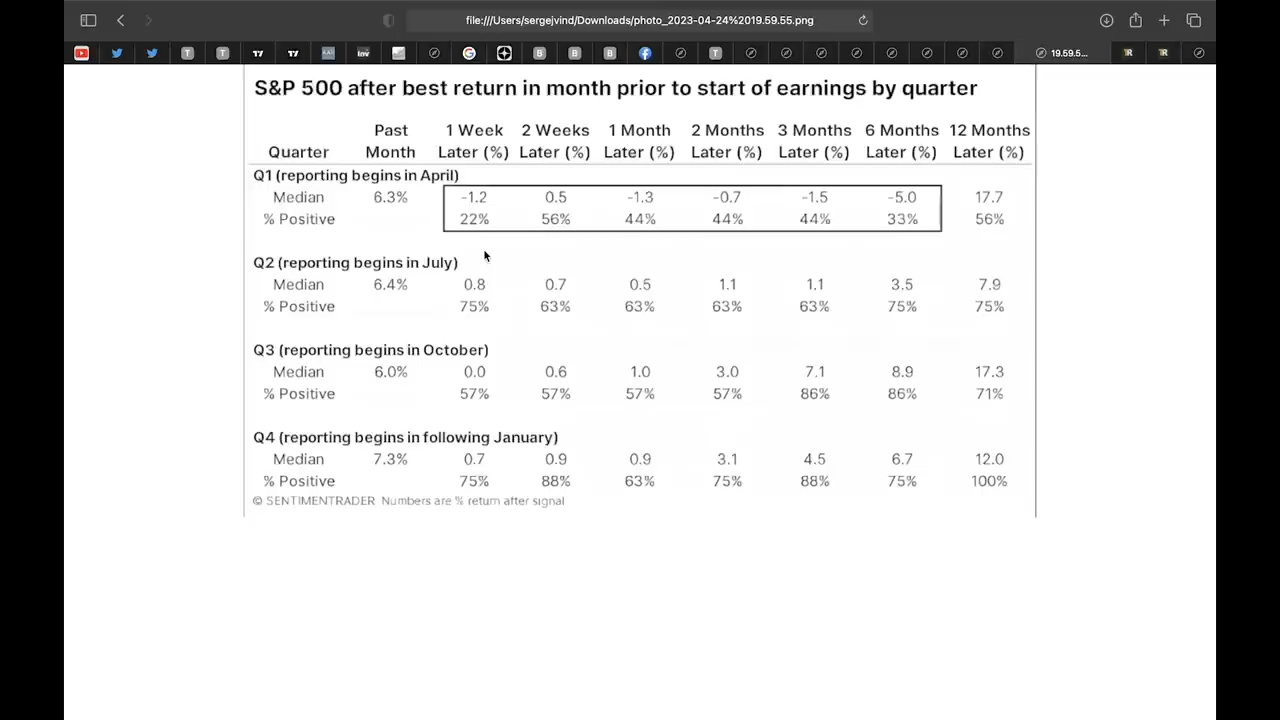 file:///Users/sergejvind/Downloads/photo_2023-04-24%2019.59.55.png
19.59.5...
S&P 500 after best return in month prior to start of earnings by quarter
Past 1 Week 2 Weeks 1 Month 2 Months 3 Months 6 Months 12 Months
Quarter Month Later (%) Later (%) Later (%) Later (%) Later (%) Later (%) Later (%)
Q1 (reporting begins in April)
Median 6.3% -1.2 0.5 -1.3 -0.7 -1.5 -5.0 17.7
% Positive 22% 56% 44% 44% 44% 33% 56%
Q2 (reporting begins in July)
Median 6.4% 0.8 0.7 0.5 1.1 1.1 3.5 7.9
% Positive 75% 63% 63% 63% 63% 75% 75%
Q3 (reporting begins in October)
Median 6.0% 0.0 0.6 1.0 3.0 7.1 8.9 17.3
% Positive 57% 57% 57% 57% 86% 86% 71%
Q4 (reporting begins in following January)
Median 7.3% 0.7 0.9 0.9 3.1 4.5 6.7 12.0
% Positive 75% 88% 63% 75% 88% 75% 100%
© SENTIMENTRADER Numbers are % return after signal